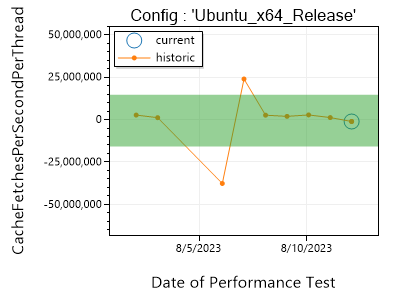 Config : 'Ubuntu_x64_Release'
CacheFetchesPerSecondPerThread
50,000,000
25,000,000
0
-25,000,000
-50,000,000
current
historic
8/5/2023
8/10/2023
Date of Performance Test